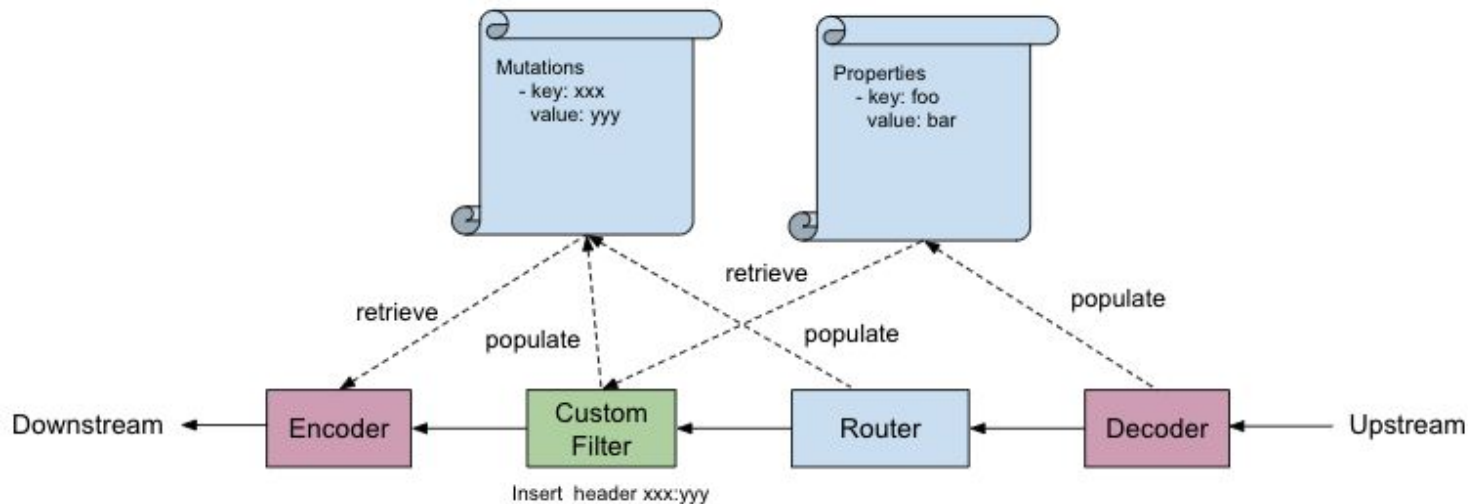 Mutations
- key: xxx
value: yyy
Properties
- key: foo
value: bar
retrieve
populate
retrieve
populate
populate
Downstream
Encoder
Custom
Filter
Router
Decoder
Upstream
Insert header xxx:yyy